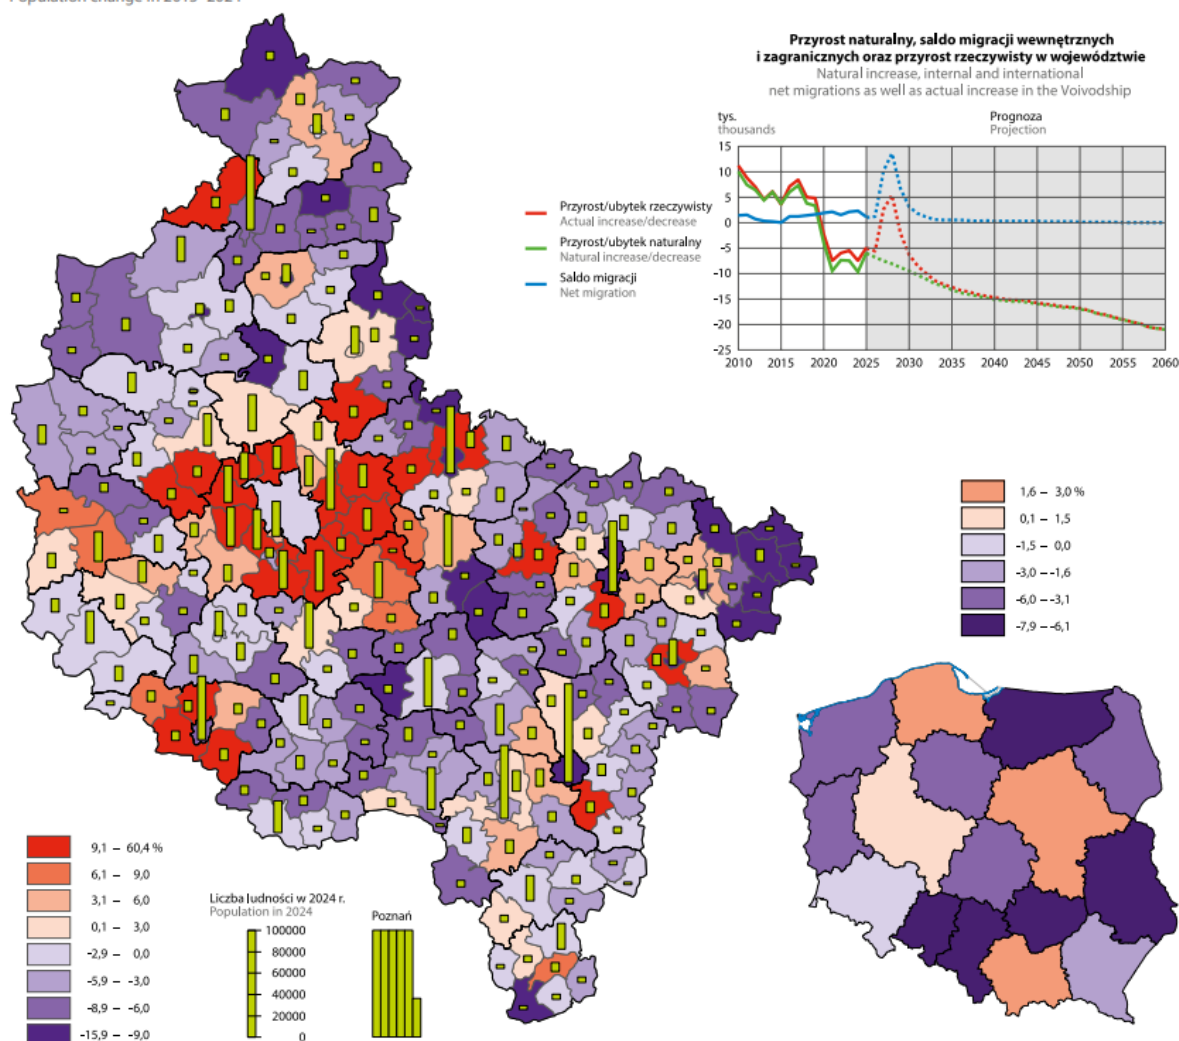 Population change in 2015–2024
Przyrost naturalny, saldo migracji wewnętrznych
i zagranicznych oraz przyrost rzeczywisty w województwie
Natural increase, internal and international
net migrations as well as actual increase in the Voivodship
tys.
thousands
Prognoza
Projection
15
10
5
0
-5
-10
-15
-20
-25
2010 2015 2020 2025 2030 2035 2040 2045 2050 2055 2060
Przyrost/ubytek rzeczywisty
Actual increase/decrease
Przyrost/ubytek naturalny
Natural increase/decrease
Saldo migracji
Net migration
1,6 – 3,0 %
0,1 – 1,5
-1,5 – 0,0
-3,0 – -1,6
-6,0 – -3,1
-7,9 – -6,1
9,1 – 60,4 %
6,1 – 9,0
3,1 – 6,0
0,1 – 3,0
-2,9 – 0,0
-5,9 – -3,0
-8,9 – -6,0
-15,9 – -9,0
Liczba ludności w 2024 r.
Population in 2024
100000
80000
60000
40000
20000
0
Poznań